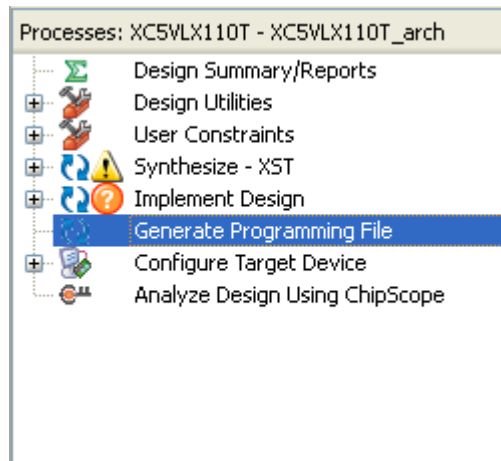 Processes: XC5VLX110T - XC5VLX110T_arch
Design Summary/Reports
Design Utilities
User Constraints
Synthesize - XST
Implement Design
Generate Programming File
Configure Target Device
Analyze Design Using ChipScope